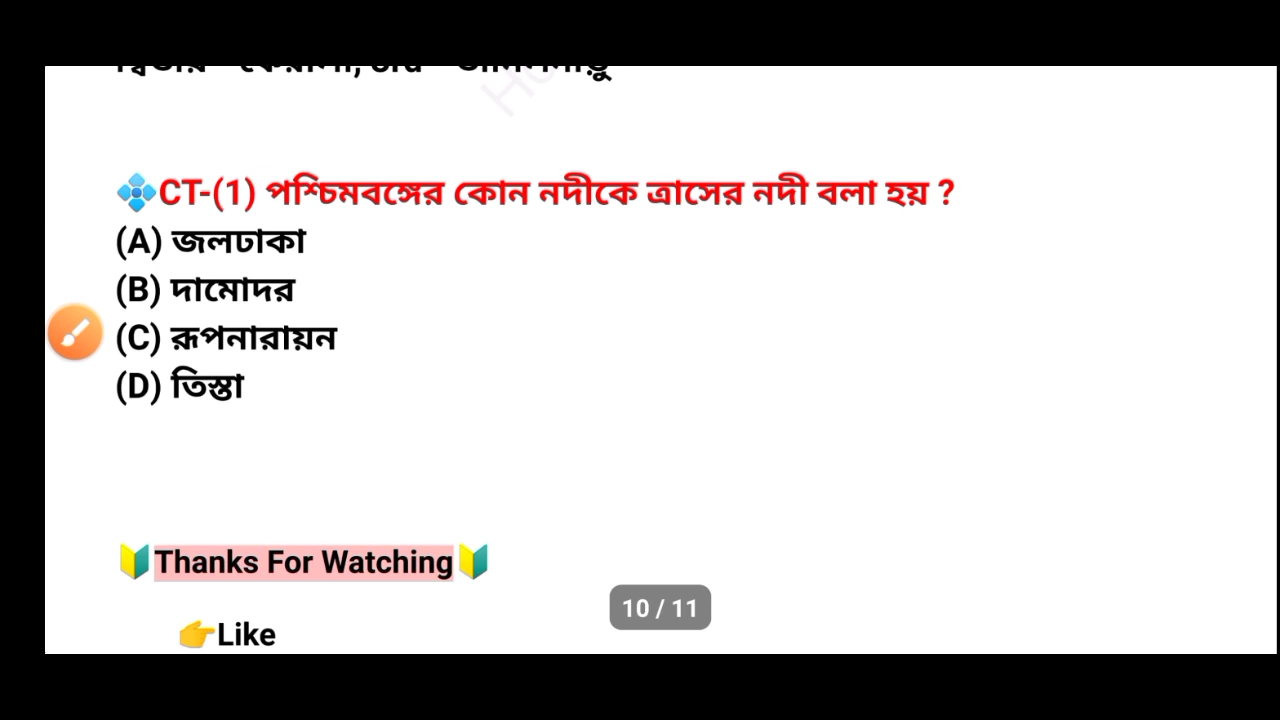 💠CT-(1) পশ্চিমবঙ্গের কোন নদীকে ত্রাসের নদী বলা হয় ?
(A) জলঢাকা
(B) দামোদর
(C) রূপনারায়ন
(D) তিস্তা
🔰Thanks For Watching🔰
10 / 11
👉Like